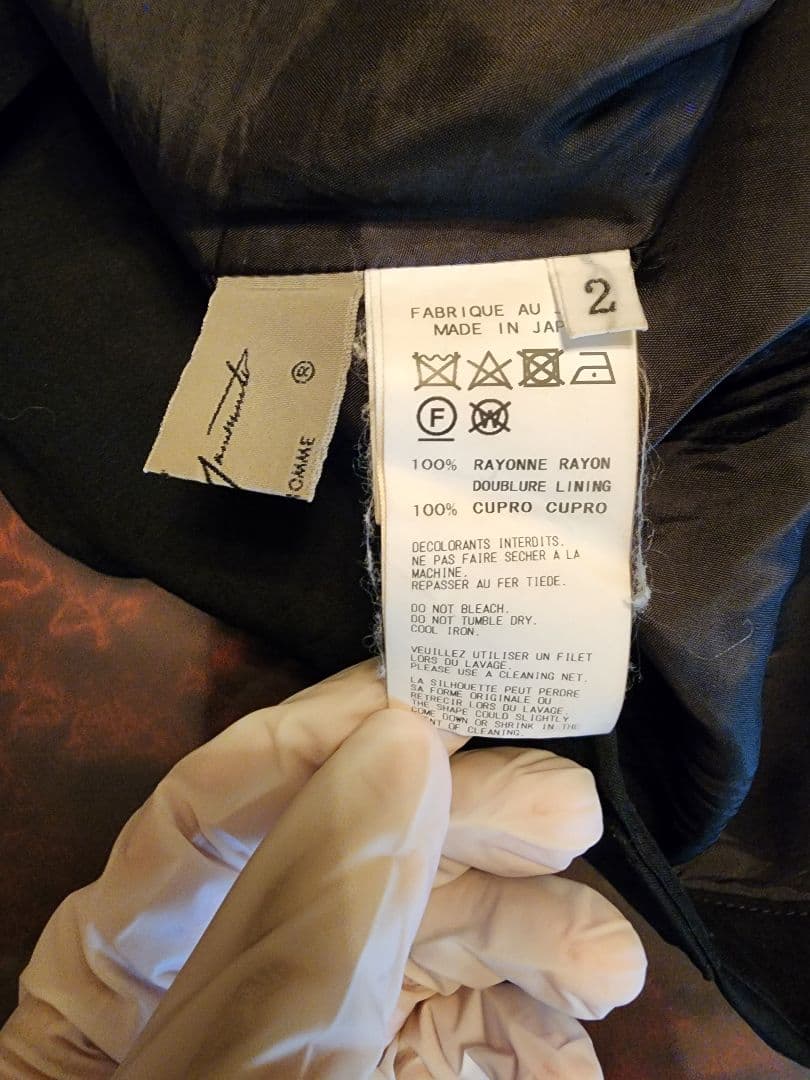 Yamamoto
®
HOMME
2
FABRIQUE AU
MADE IN JAP
F
W
100% RAYONNE RAYON
DOUBLURE LINING
100% CUPRO CUPRO
DECOLORANTS INTERDITS.
NE PAS FAIRE SECHER A LA
MACHINE.
REPASSER AU FER TIEDE.
DO NOT BLEACH.
DO NOT TUMBLE DRY.
COOL IRON.
VEUILLEZ UTILISER UN FILET
LORS DU LAVAGE.
PLEASE USE A CLEANING NET.
LA SILHOUETTE PEUT PERDRE
SA FORME ORIGINALE OU
RETRECIR LORS DU LAVAGE.
THE SHAPE COULD SLIGHTLY
COME DOWN OR SHRINK IN THE
ENT OF CLEANING.